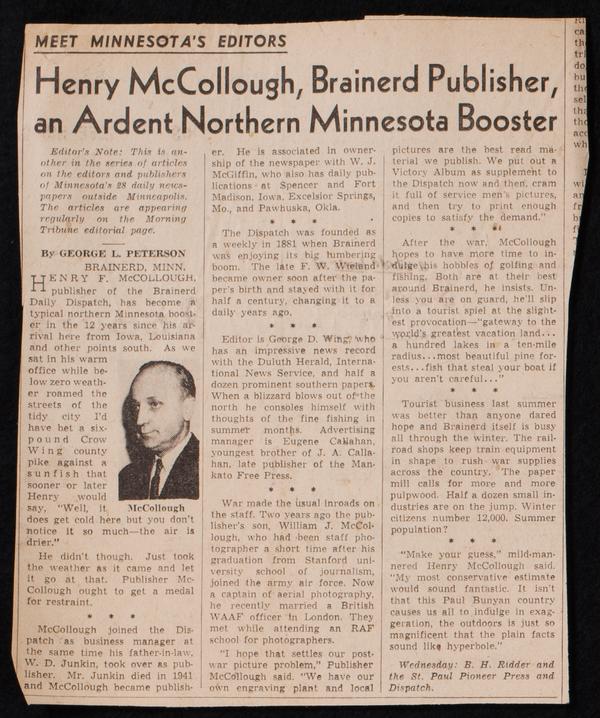 MEET MINNESOTA'S EDITORS
Henry McCollough, Brainerd Publisher,
an Ardent Northern Minnesota Booster
Editor's Note: This is an-
other in the series of articles
on the editors and publishers
of Minnesota's 28 daily news-
papers outside Minneapolis.
The articles are appearing
regularly on the Morning
Tribune editorial page.
By GEORGE L. PETERSON
BRAINERD, MINN.
HENRY F. McCOLLOUGH,
publisher of the Brainerd
Daily Dispatch, has become a
typical northern Minnesota boost-
er in the 12 years since his ar-
rival here from Iowa, Louisiana
and other points south. As we
sat in his warm
office while be-
low zero weath-
er roamed the
streets of the
tidy city I'd
have bet a six-
pound Crow
Wing county
pike against a
sunfish that
sooner or later
Henry would
say, "Well, it
does get cold here but you don't
notice it so much—the air is
drier."
McCollough
He didn't though. Just took
the weather as it came and let
it go at that. Publisher Mc-
Collough ought to get a medal
for restraint.
* * *
McCollough joined the Dis-
patch as business manager at
the same time his father-in-law,
W. D. Junkin, took over as pub-
lisher. Mr. Junkin died in 1941
and McCollough became publish-
er. He is associated in owner-
ship of the newspaper with W. J.
McGiffin, who also has daily pub-
lications at Spencer and Fort
Madison, Iowa, Excelsior Springs,
Mo., and Pawhuska, Okla.
* * *
The Dispatch was founded as
a weekly in 1881 when Brainerd
was enjoying its big lumbering
boom. The late F. W. Wieland
became owner soon after the pa-
per's birth and stayed with it for
half a century, changing it to a
daily years ago.
* * *
Editor is George D. Wing, who
has an impressive news record
with the Duluth Herald, Interna-
tional News Service, and half a
dozen prominent southern papers.
When a blizzard blows out of the
north he consoles himself with
thoughts of the fine fishing in
summer months. Advertising
manager is Eugene Callahan,
youngest brother of J. A. Calla-
han, late publisher of the Man-
kato Free Press.
* * *
War made the usual inroads on
the staff. Two years ago the pub-
lisher's son, William J. McCol-
lough, who had been staff pho-
tographer a short time after his
graduation from Stanford uni-
versity school of journalism,
joined the army air force. Now
a captain of aerial photography,
he recently married a British
WAAF officer in London. They
met while attending an RAF
school for photographers.
"I hope that settles our post-
war picture problem," Publisher
McCollough said. "We have our
own engraving plant and local
pictures are the best read ma-
terial we publish. We put out a
Victory Album as supplement to
the Dispatch now and then, cram
it full of service men's pictures,
and then try to print enough
copies to satisfy the demand."
* * *
After the war, McCollough
hopes to have more time to in-
dulge his hobbies of golfing and
fishing. Both are at their best
around Brainerd, he insists. Un-
less you are on guard, he'll slip
into a tourist spiel at the slight-
est provocation—"gateway to the
world's greatest vacation land...
a hundred lakes in a ten-mile
radius...most beautiful pine for-
ests...fish that steal your boat if
you aren't careful..."
* * *
Tourist business last summer
was better than anyone dared
hope and Brainerd itself is busy
all through the winter. The rail-
road shops keep train equipment
in shape to rush war supplies
across the country. The paper
mill calls for more and more
pulpwood. Half a dozen small in-
dustries are on the jump. Winter
citizens number 12,000. Summer
population?
* * *
"Make your guess," mild-man-
nered Henry McCollough said.
"My most conservative estimate
would sound fantastic. It isn't
that this Paul Bunyan country
causes us all to indulge in exag-
geration, the outdoors is just so
magnificent that the plain facts
sound like hyperbole."
Wednesday: B. H. Ridder and
the St. Paul Pioneer Press and
Dispatch.